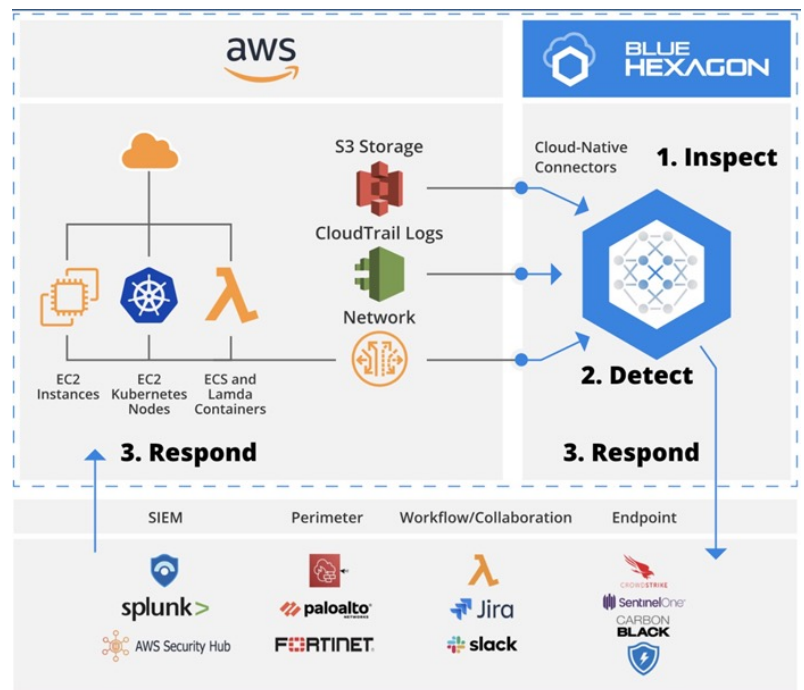 aws
BLUE
HEXAGON
S3 Storage
Cloud-Native
Connectors
1. Inspect
CloudTrail Logs
Network
EC2
Instances
EC2
Kubernetes
Nodes
ECS and
Lamda
Containers
2. Detect
3. Respond
3. Respond
SIEM
Perimeter
Workflow/Collaboration
Endpoint
splunk>
AWS Security Hub
paloalto
NETWORKS
FORTINET
Jira
slack
CROWDSTRIKE
SentinelOne
CARBON
BLACK